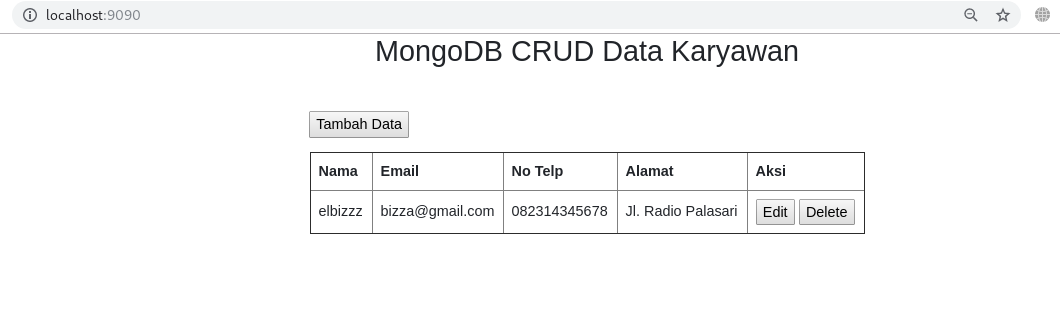 localhost:9090
MongoDB CRUD Data Karyawan
Tambah Data
Nama Email No Telp Alamat Aksi
elbizzz bizza@gmail.com 082314345678 Jl. Radio Palasari Edit Delete